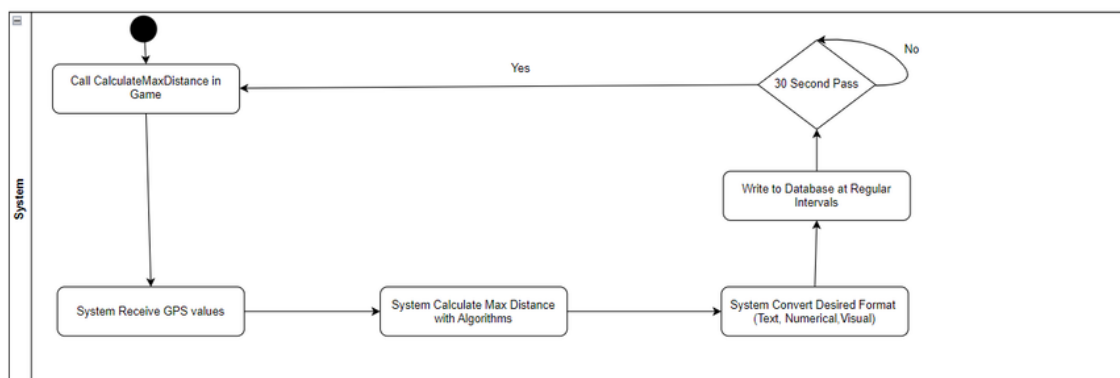 System
Call CalculateMaxDistance in
Game
Yes
30 Second Pass
No
Write to Database at Regular
Intervals
System Receive GPS values
System Calculate Max Distance
with Algorithms
System Convert Desired Format
(Text, Numerical,Visual)